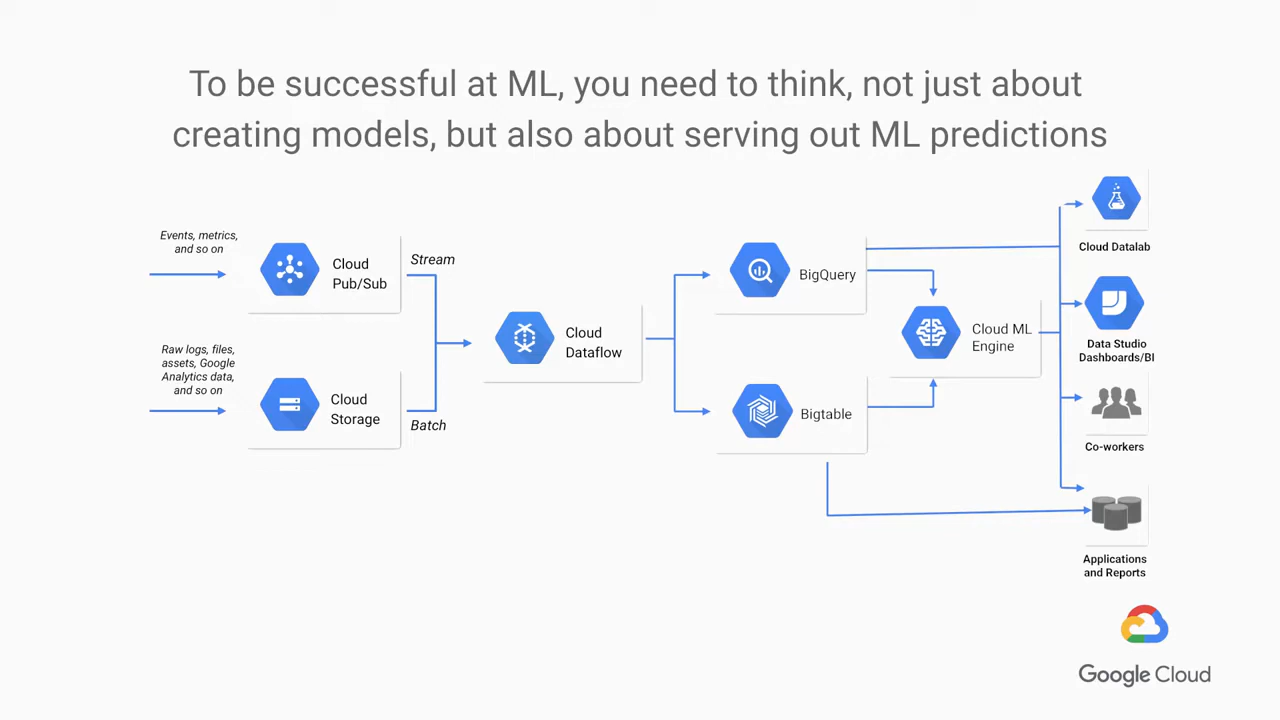 To be successful at ML, you need to think, not just about
creating models, but also about serving out ML predictions
Events, metrics,
and so on
Cloud
Pub/Sub
Stream
Raw logs, files,
assets, Google
Analytics data,
and so on
Cloud
Storage
Batch
Cloud
Dataflow
BigQuery
Bigtable
Cloud ML
Engine
Cloud Datalab
Data Studio
Dashboards/BI
Co-workers
Applications
and Reports
Google Cloud